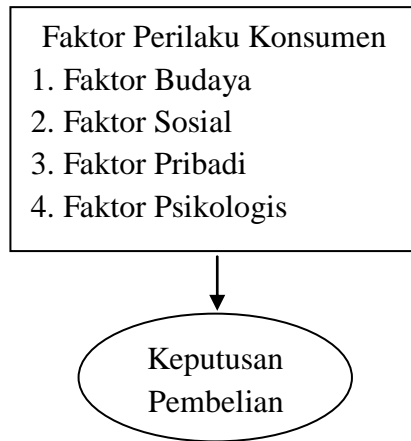 Faktor Perilaku Konsumen
1. Faktor Budaya
2. Faktor Sosial
3. Faktor Pribadi
4. Faktor Psikologis
Keputusan
Pembelian